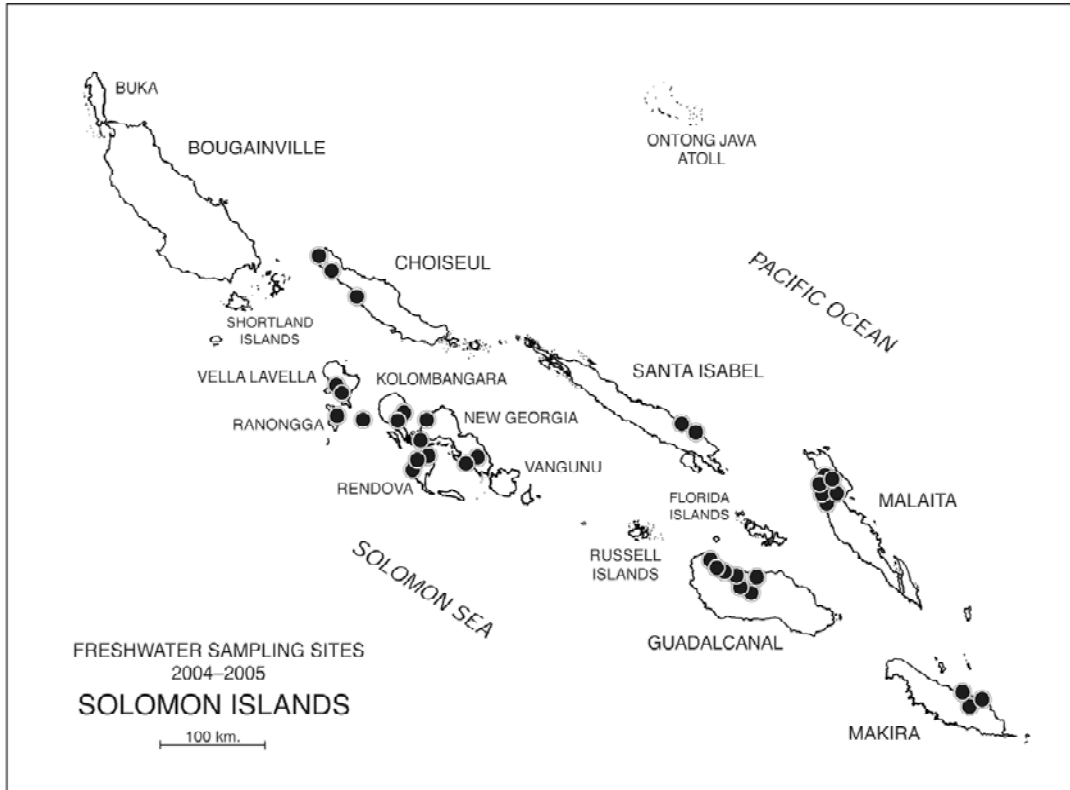 BUKA
BOUGAINVILLE
ONTONG JAVA
ATOLL
CHOISEUL
PACIFIC OCEAN
SHORTLAND
ISLANDS
VELLA LAVELLA
KOLOMBANGARA
SANTA ISABEL
RANONGGA
NEW GEORGIA
VANGUNU
RENDOVA
MALAITA
FLORIDA
ISLANDS
SOLOMON SEA
RUSSELL
ISLANDS
GUADALCANAL
MAKIRA
FRESHWATER SAMPLING SITES
2004–2005
SOLOMON ISLANDS
100 km.